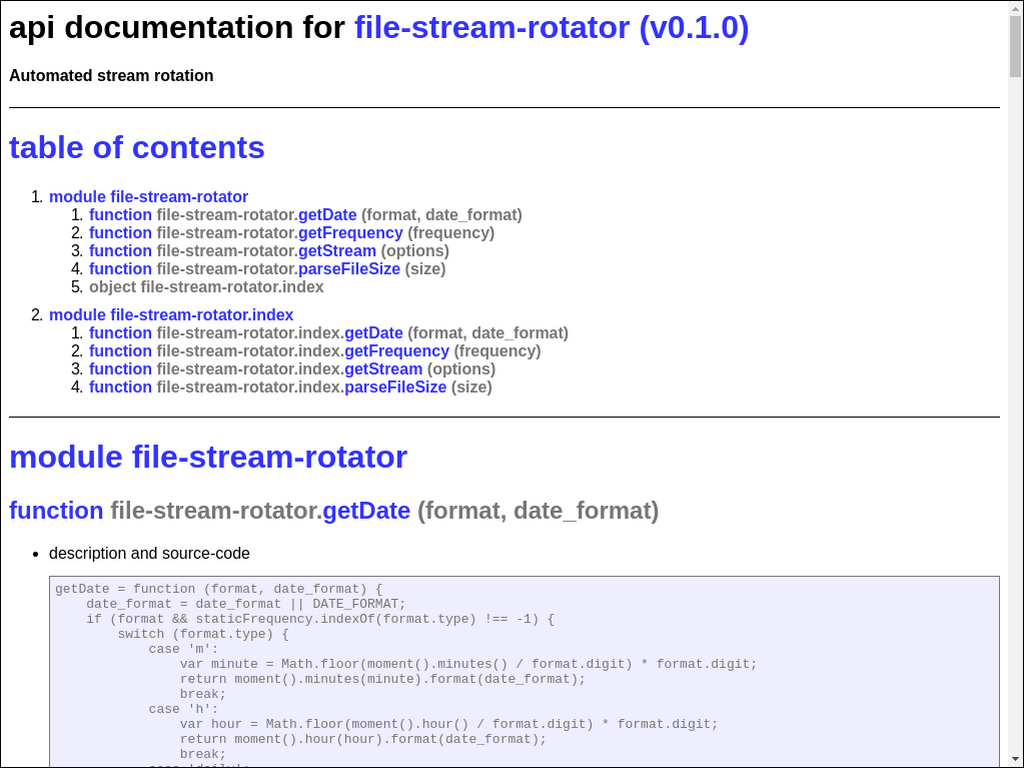 api documentation for file-stream-rotator (v0.1.0)
Automated stream rotation
table of contents
1. module file-stream-rotator
1. function file-stream-rotator.getDate (format, date_format)
2. function file-stream-rotator.getFrequency (frequency)
3. function file-stream-rotator.getStream (options)
4. function file-stream-rotator.parseFileSize (size)
5. object file-stream-rotator.index
2. module file-stream-rotator.index
1. function file-stream-rotator.index.getDate (format, date_format)
2. function file-stream-rotator.index.getFrequency (frequency)
3. function file-stream-rotator.index.getStream (options)
4. function file-stream-rotator.index.parseFileSize (size)
module file-stream-rotator
function file-stream-rotator.getDate (format, date_format)
• description and source-code
getDate = function (format, date_format) {
    date_format = date_format || DATE_FORMAT;
    if (format && staticFrequency.indexOf(format.type) !== -1) {
        switch (format.type) {
            case 'm':
                var minute = Math.floor(moment().minutes() / format.digit) * format.digit;
                return moment().minutes(minute).format(date_format);
                break;
            case 'h':
                var hour = Math.floor(moment().hour() / format.digit) * format.digit;
                return moment().hour(hour).format(date_format);
                break;
            case 'daily':